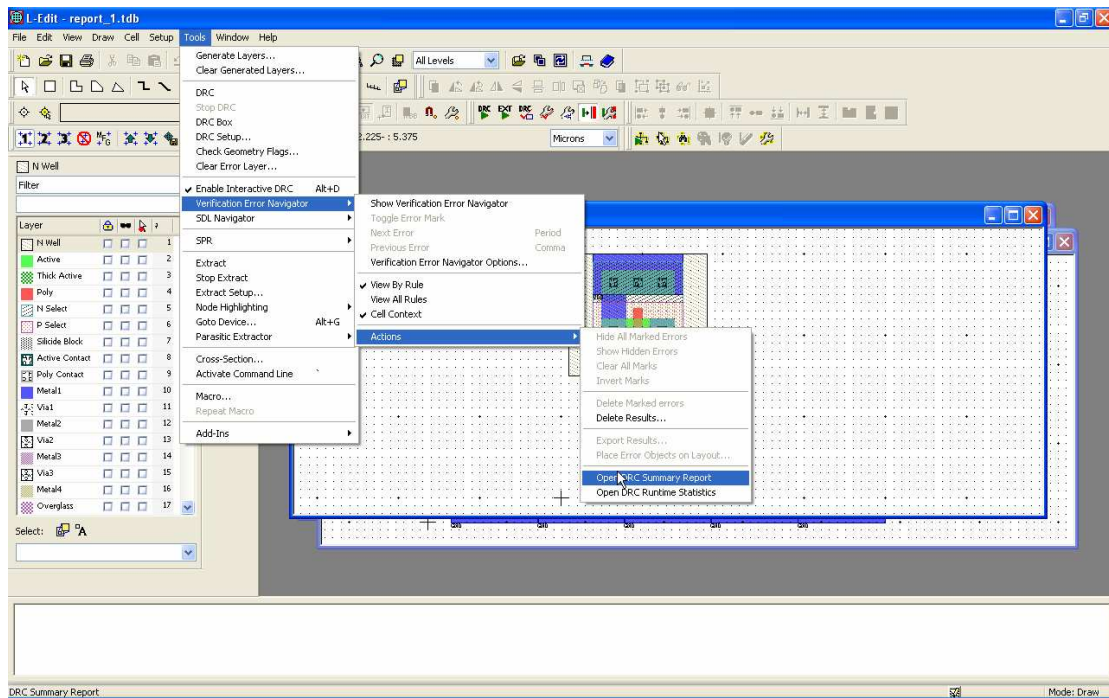 L-Edit - report_1.tdb
File Edit View Draw Cell Setup Tools Window Help
All Levels
DRC EXT DRC
2.225- : 5.375
Microns
N Well
Filter
Layer
N Well 1
Active 2
Thick Active 3
Poly 4
N Select 5
P Select 6
Silicide Block 7
Active Contact 8
Poly Contact 9
Metal1 10
Via1 11
Metal2 12
Via2 13
Metal3 14
Via3 15
Metal4 16
Overglass 17
Select:
Generate Layers...
Clear Generated Layers...
DRC
Stop DRC
DRC Box
DRC Setup...
Check Geometry Flags...
Clear Error Layer...
Enable Interactive DRC Alt+D
Verification Error Navigator
SDL Navigator
SPR
Extract
Stop Extract
Extract Setup...
Node Highlighting
Goto Device... Alt+G
Parasitic Extractor
Cross-Section...
Activate Command Line `
Macro...
Repeat Macro
Add-Ins
Show Verification Error Navigator
Toggle Error Mark
Next Error Period
Previous Error Comma
Verification Error Navigator Options...
View By Rule
View All Rules
Cell Context
Actions
Hide All Marked Errors
Show Hidden Errors
Clear All Marks
Invert Marks
Delete Marked errors
Delete Results...
Export Results...
Place Error Objects on Layout...
Open DRC Summary Report
Open DRC Runtime Statistics
DRC Summary Report
Mode: Draw